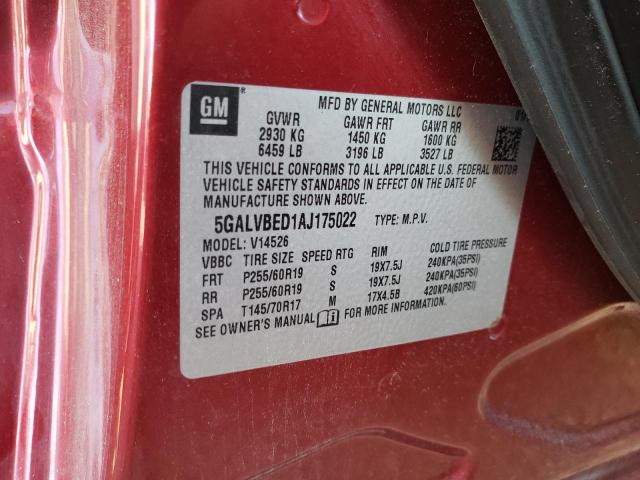 GM ®
MFD BY GENERAL MOTORS LLC
GVWR GAWR FRT GAWR RR
2930 KG 1450 KG 1600 KG
6459 LB 3196 LB 3527 LB
THIS VEHICLE CONFORMS TO ALL APPLICABLE U.S. FEDERAL MOTOR
VEHICLE SAFETY STANDARDS IN EFFECT ON THE DATE OF
MANUFACTURE SHOWN ABOVE.
5GALVBED1AJ175022 TYPE: M.P.V.
MODEL: V14526
VBBC TIRE SIZE SPEED RTG RIM COLD TIRE PRESSURE
FRT P255/60R19 S 19X7.5J 240KPA(35PSI)
RR P255/60R19 S 19X7.5J 240KPA(35PSI)
SPA T145/70R17 M 17X4.5B 420KPA(60PSI)
SEE OWNER'S MANUAL FOR MORE INFORMATION.